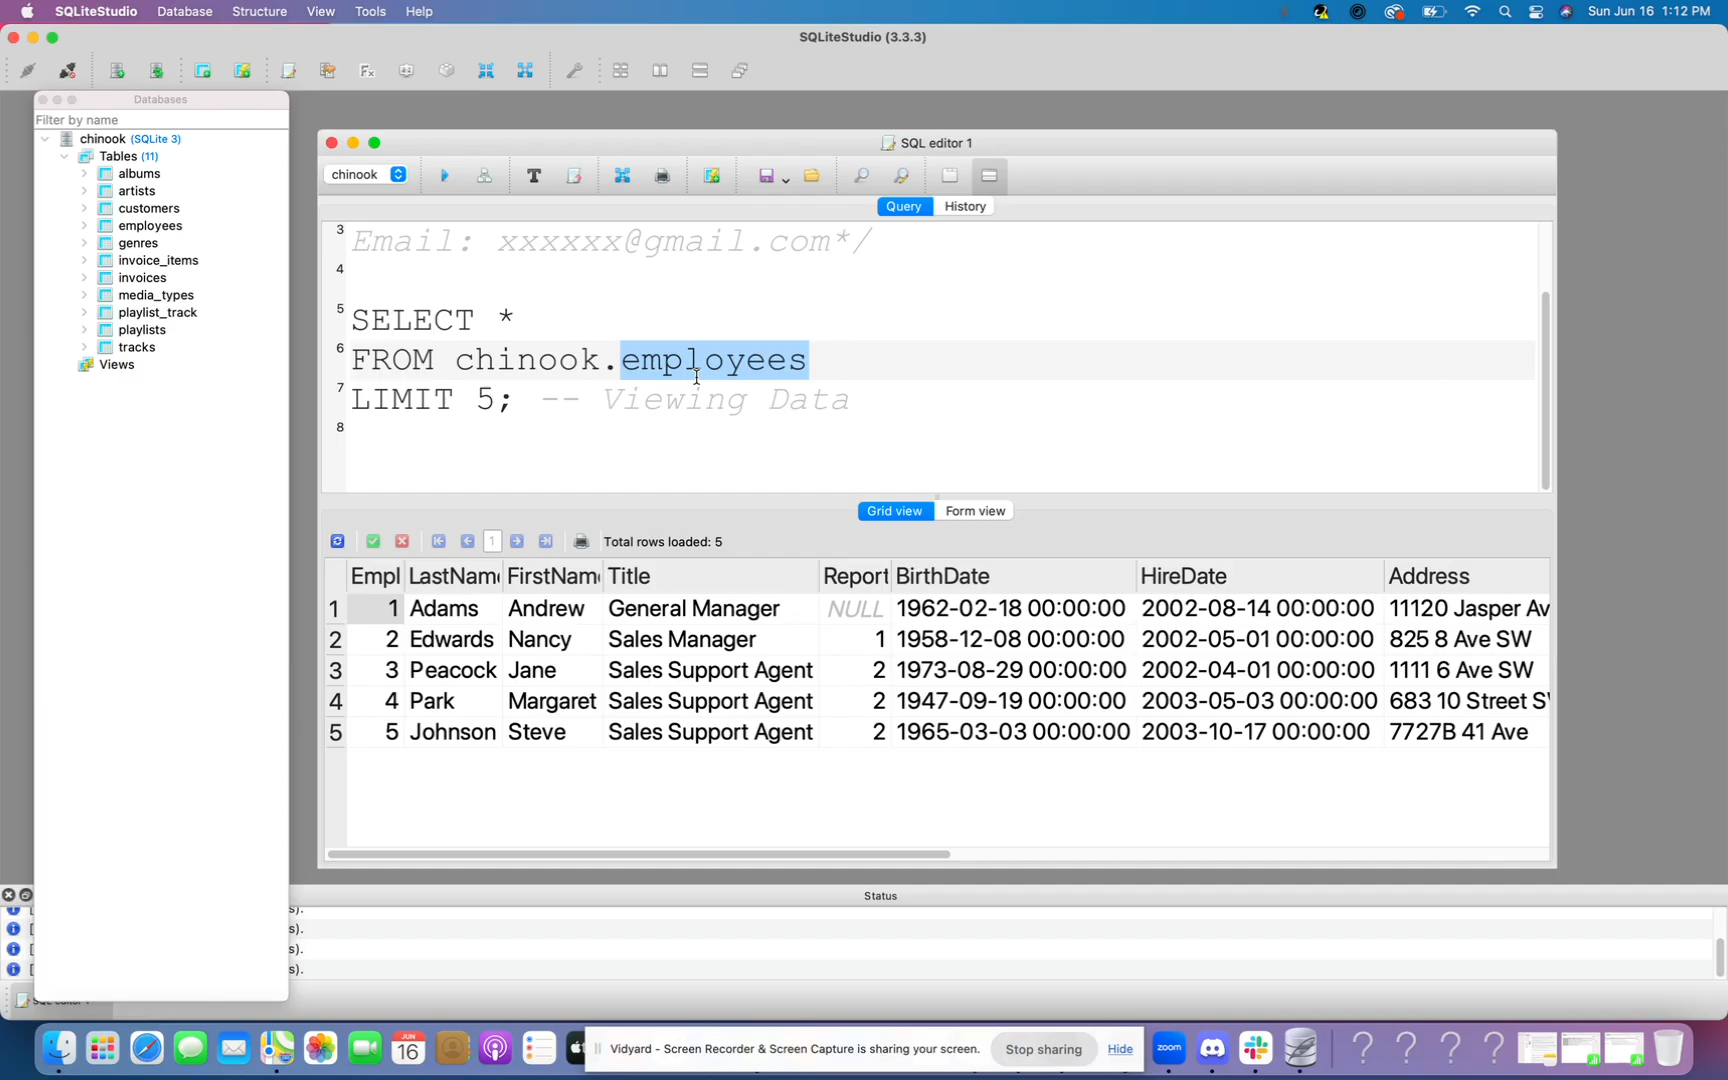 SQLiteStudio Database Structure View Tools Help Sun Jun 16 1:12 PM
SQLiteStudio (3.3.3)
Databases
Filter by name
chinook (SQLite 3)
Tables (11)
albums
artists
customers
employees
genres
invoice_items
invoices
media_types
playlist_track
playlists
tracks
Views
SQL editor 1
chinook
Query History
3 Email: xxxxxx@gmail.com*/
4
5 SELECT *
6 FROM chinook.employees
7 LIMIT 5; -- Viewing Data
8
Grid view Form view
1 Total rows loaded: 5
Empl LastName FirstName Title Report BirthDate HireDate Address
1 1 Adams Andrew General Manager NULL 1962-02-18 00:00:00 2002-08-14 00:00:00 11120 Jasper Av
2 2 Edwards Nancy Sales Manager 1 1958-12-08 00:00:00 2002-05-01 00:00:00 825 8 Ave SW
3 3 Peacock Jane Sales Support Agent 2 1973-08-29 00:00:00 2002-04-01 00:00:00 1111 6 Ave SW
4 4 Park Margaret Sales Support Agent 2 1947-09-19 00:00:00 2003-05-03 00:00:00 683 10 Street S
5 5 Johnson Steve Sales Support Agent 2 1965-03-03 00:00:00 2003-10-17 00:00:00 7727B 41 Ave
Status
s).
[ s).
[ s).
[ s).
SQL editor 1
JUN
16
Vidyard - Screen Recorder & Screen Capture is sharing your screen. Stop sharing Hide
zoom